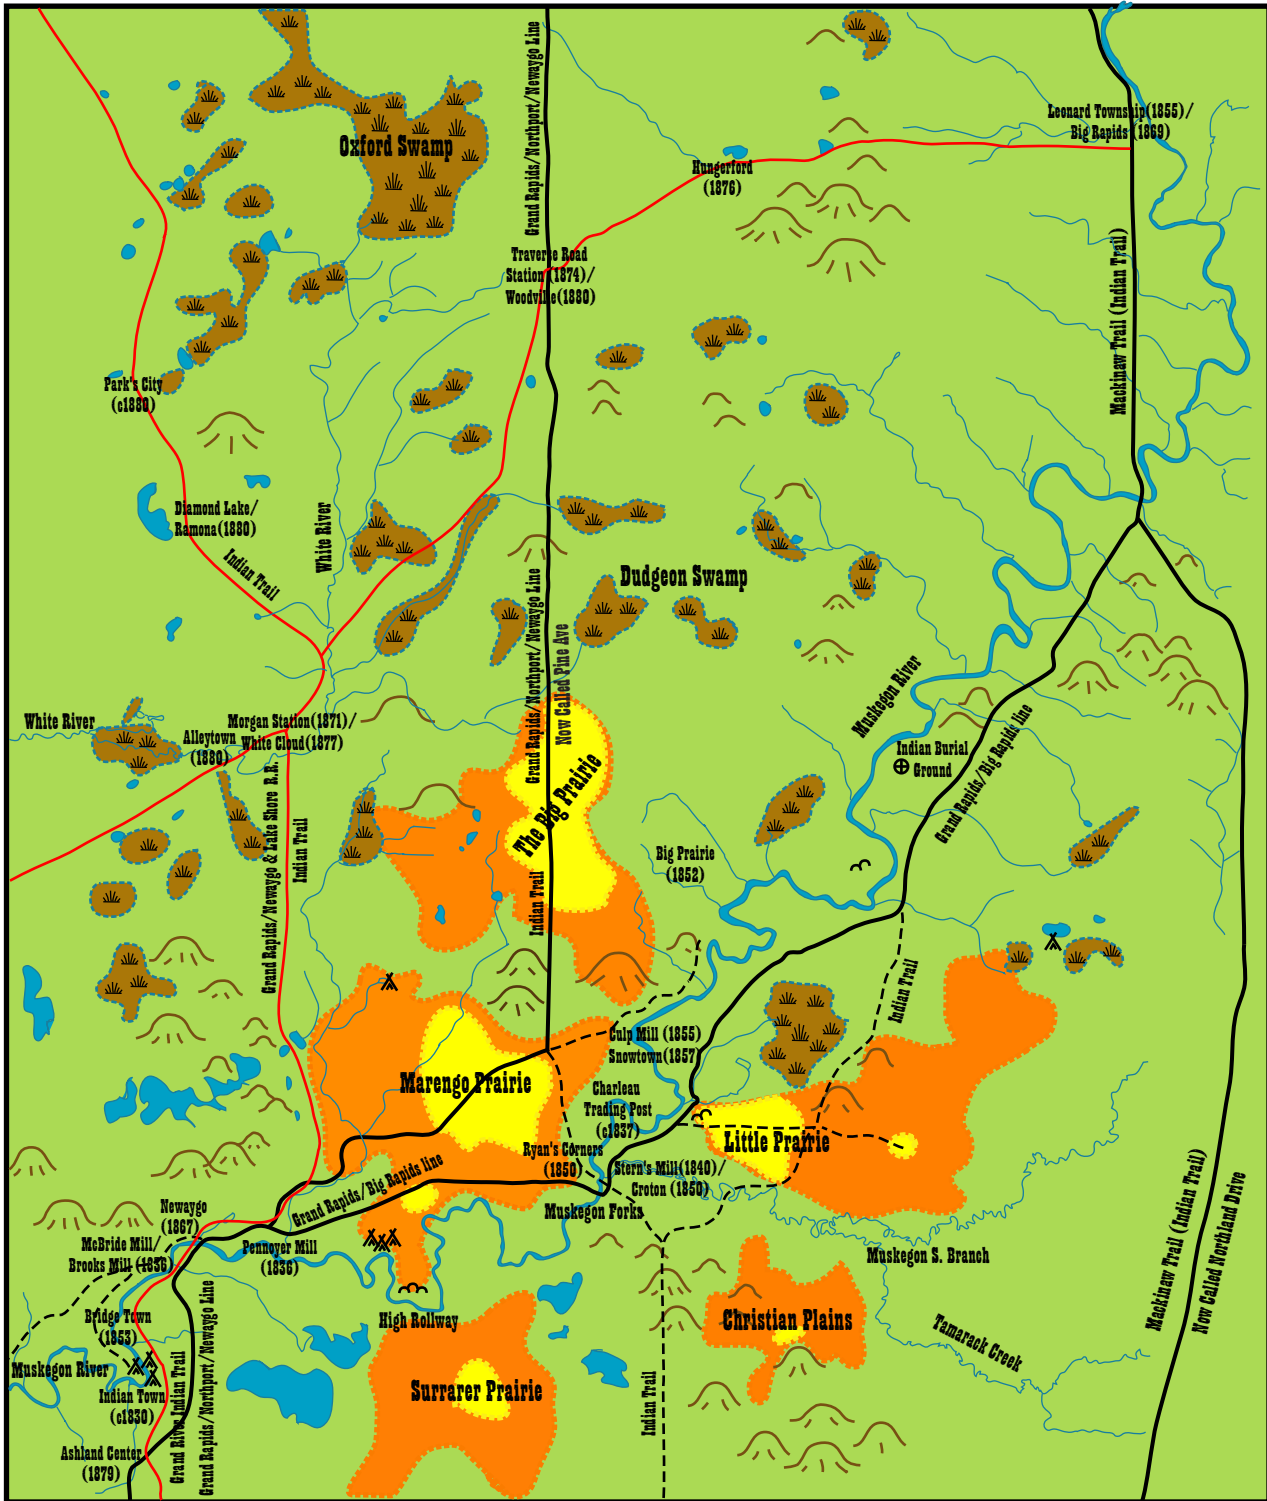 Grand Rapids/Northport/Newaygo Line
Leonard Township(1855)/
Big Rapids (1869)
Oxford Swamp
Hungerford
(1876)
Traverse Road
Station (1874)/
Woodville(1880)
Mackinaw Trail (Indian Trail)
Park's City
(c1880)
Diamond Lake/
Ramona(1880)
White River
Indian Trail
Dudgeon Swamp
Grand Rapids/Northport/Newaygo Line
Now Called Pine Ave
Muskegon River
White River
Morgan Station(1871)/
White Cloud(1877)
Alleytown
(1880)
Indian Burial
Ground
Grand Rapids/Big Rapids line
The Big Prairie
Grand Rapids/Newaygo & Lake Shore R.R.
Indian Trail
Big Prairie
(1852)
Indian Trail
Indian Trail
Culp Mill (1855)
Snowtown(1857)
Marengo Prairie
Charleau
Trading Post
(c1837)
Little Prairie
Ryan's Corners
(1850)
Stern's Mill(1840)/
Croton (1850)
Grand Rapids/Big Rapids line
Muskegon Forks
Newaygo
(1867)
McBride Mill/
Brooks Mill (1836)
Pennoyer Mill
(1836)
Muskegon S. Branch
Mackinaw Trail (Indian Trail)
Now Called Northland Drive
High Rollway
Christian Plains
Tamarack Creek
Bridge Town
(1853)
Muskegon River
Indian Town
(c1830)
Surrarer Prairie
Indian Trail
Grand River Indian Trail
Grand Rapids/Northport/Newaygo Line
Ashland Center
(1879)